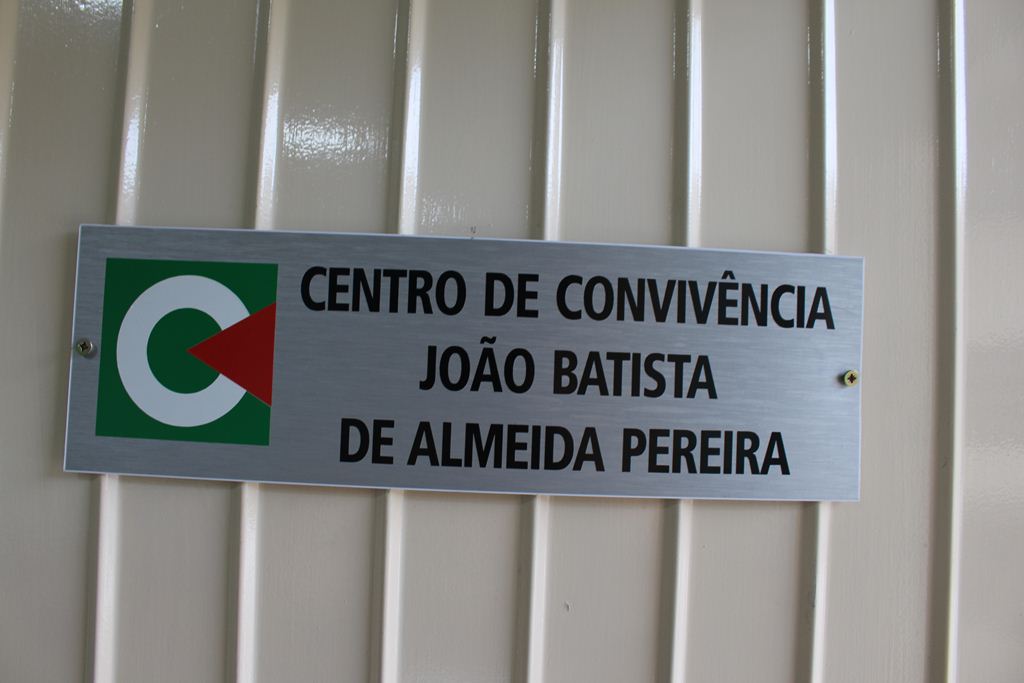 CENTRO DE CONVIVÊNCIA
JOÃO BATISTA
DE ALMEIDA PEREIRA